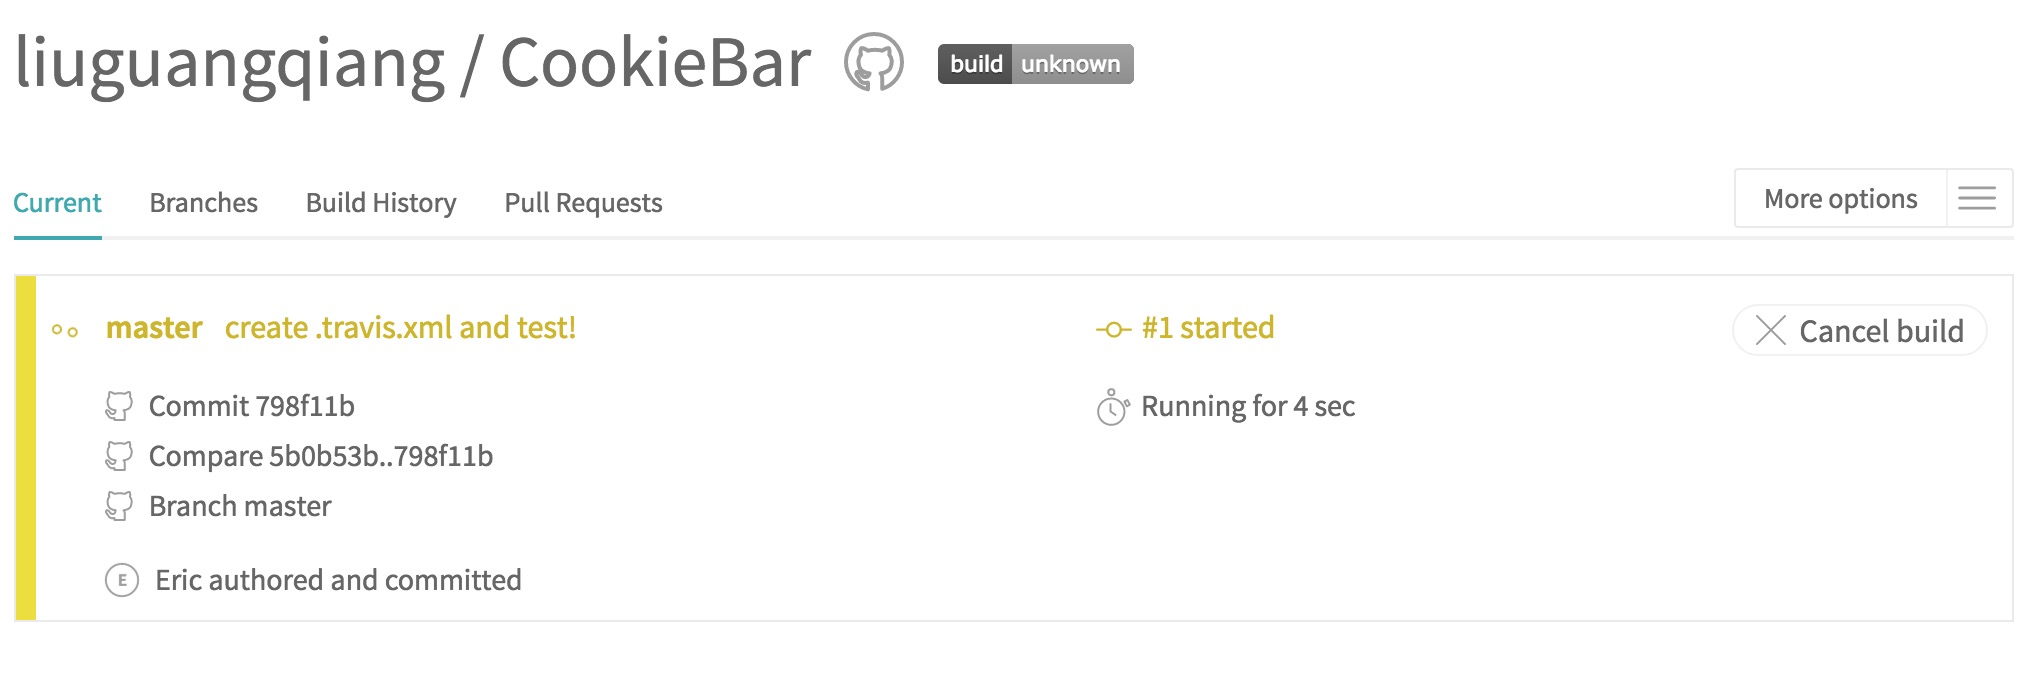 liuguangqiang / CookieBar build unknown
Current Branches Build History Pull Requests More options
master create .travis.xml and test! #1 started Cancel build
Commit 798f11b Running for 4 sec
Compare 5b0b53b..798f11b
Branch master
E Eric authored and committed